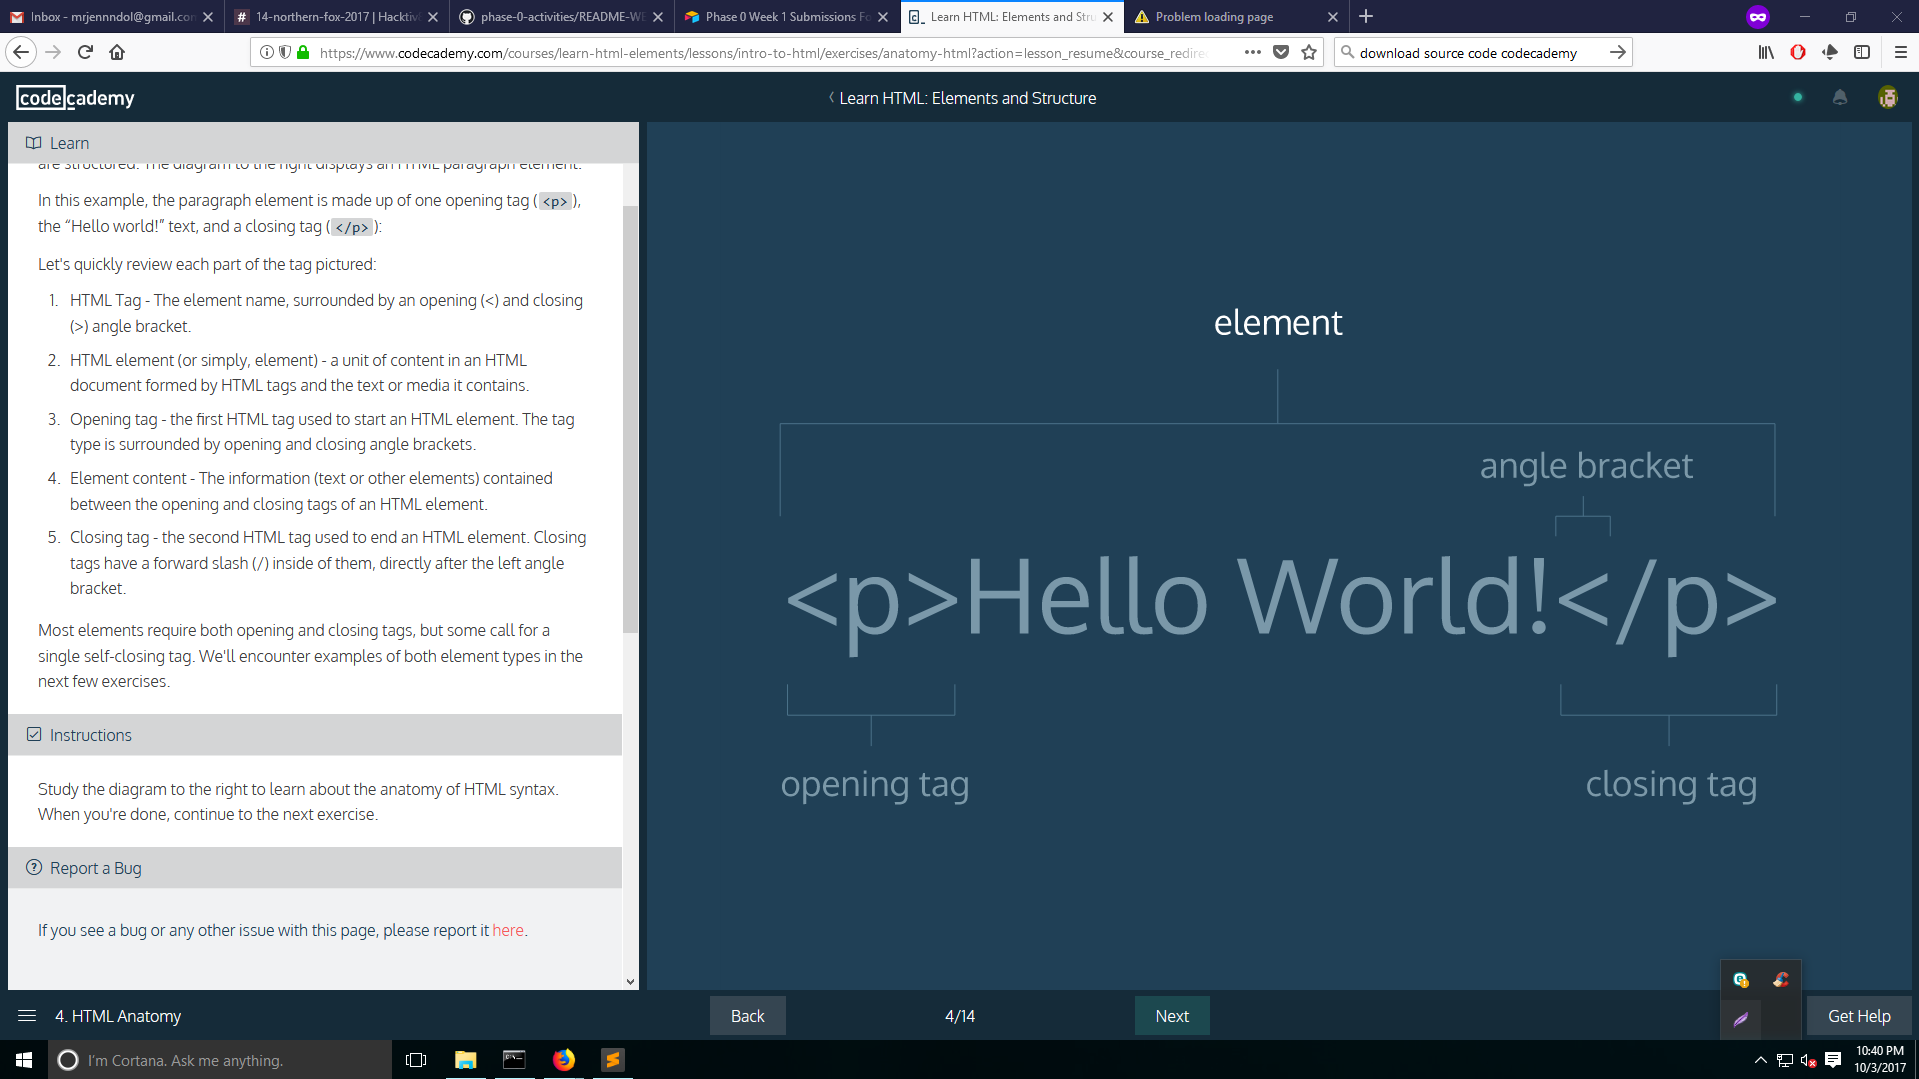 Inbox - mrjennndol@gmail.con
14-northern-fox-2017 | Hacktiv
phase-0-activities/README-WE
Phase 0 Week 1 Submissions Fo
Learn HTML: Elements and Stru
Problem loading page
https://www.codecademy.com/courses/learn-html-elements/lessons/intro-to-html/exercises/anatomy-html?action=lesson_resume&course_redire
download source code codecademy
codecademy
Learn HTML: Elements and Structure
Learn
are structured. The diagram to the right displays an HTML paragraph element.
In this example, the paragraph element is made up of one opening tag ( <p> ),
the “Hello world!” text, and a closing tag ( </p> ):
Let's quickly review each part of the tag pictured:
1. HTML Tag - The element name, surrounded by an opening (<) and closing
(>) angle bracket.
2. HTML element (or simply, element) - a unit of content in an HTML
document formed by HTML tags and the text or media it contains.
3. Opening tag - the first HTML tag used to start an HTML element. The tag
type is surrounded by opening and closing angle brackets.
4. Element content - The information (text or other elements) contained
between the opening and closing tags of an HTML element.
5. Closing tag - the second HTML tag used to end an HTML element. Closing
tags have a forward slash (/) inside of them, directly after the left angle
bracket.
Most elements require both opening and closing tags, but some call for a
single self-closing tag. We'll encounter examples of both element types in the
next few exercises.
Instructions
Study the diagram to the right to learn about the anatomy of HTML syntax.
When you're done, continue to the next exercise.
Report a Bug
If you see a bug or any other issue with this page, please report it here.
element
angle bracket
<p>Hello World!</p>
opening tag
closing tag
4. HTML Anatomy
Back
4/14
Next
Get Help
I'm Cortana. Ask me anything.
10:40 PM
10/3/2017